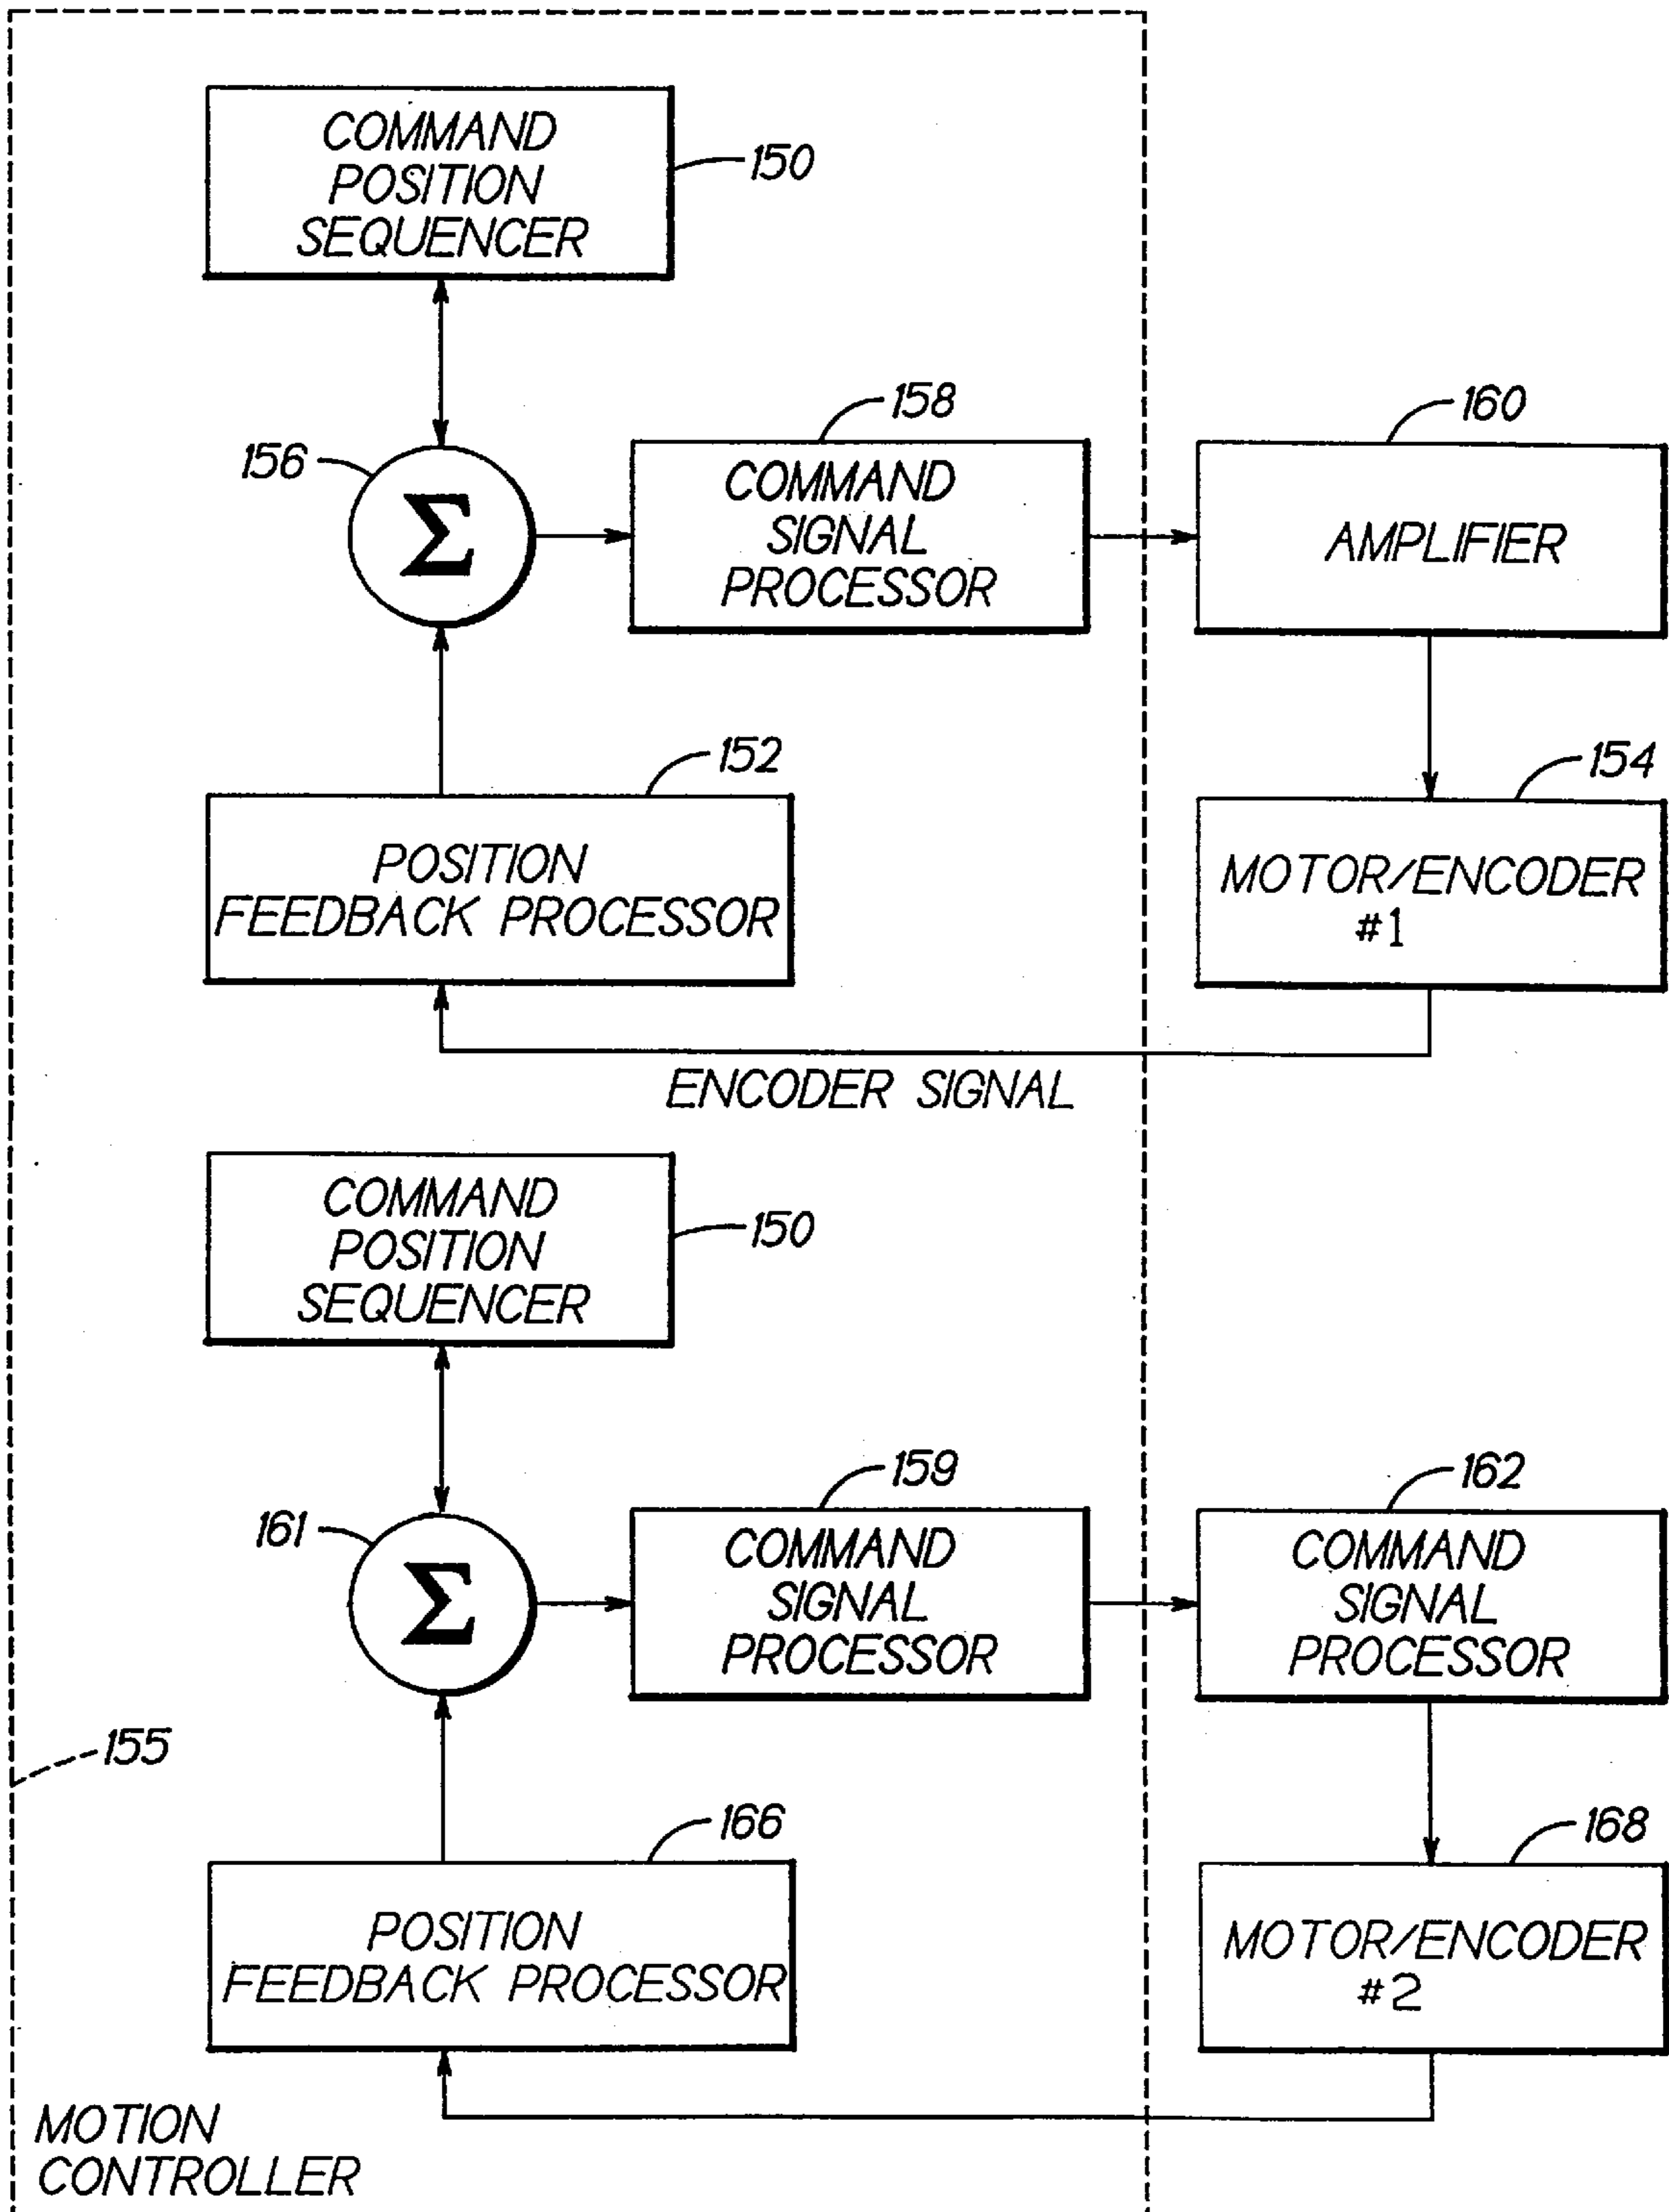 COMMAND
POSITION
SEQUENCER
150
156
Σ
158
COMMAND
SIGNAL
PROCESSOR
160
AMPLIFIER
152
POSITION
FEEDBACK PROCESSOR
154
MOTOR/ENCODER
#1
ENCODER SIGNAL
COMMAND
POSITION
SEQUENCER
150
161
Σ
159
COMMAND
SIGNAL
PROCESSOR
162
COMMAND
SIGNAL
PROCESSOR
155
166
POSITION
FEEDBACK PROCESSOR
168
MOTOR/ENCODER
#2
MOTION
CONTROLLER